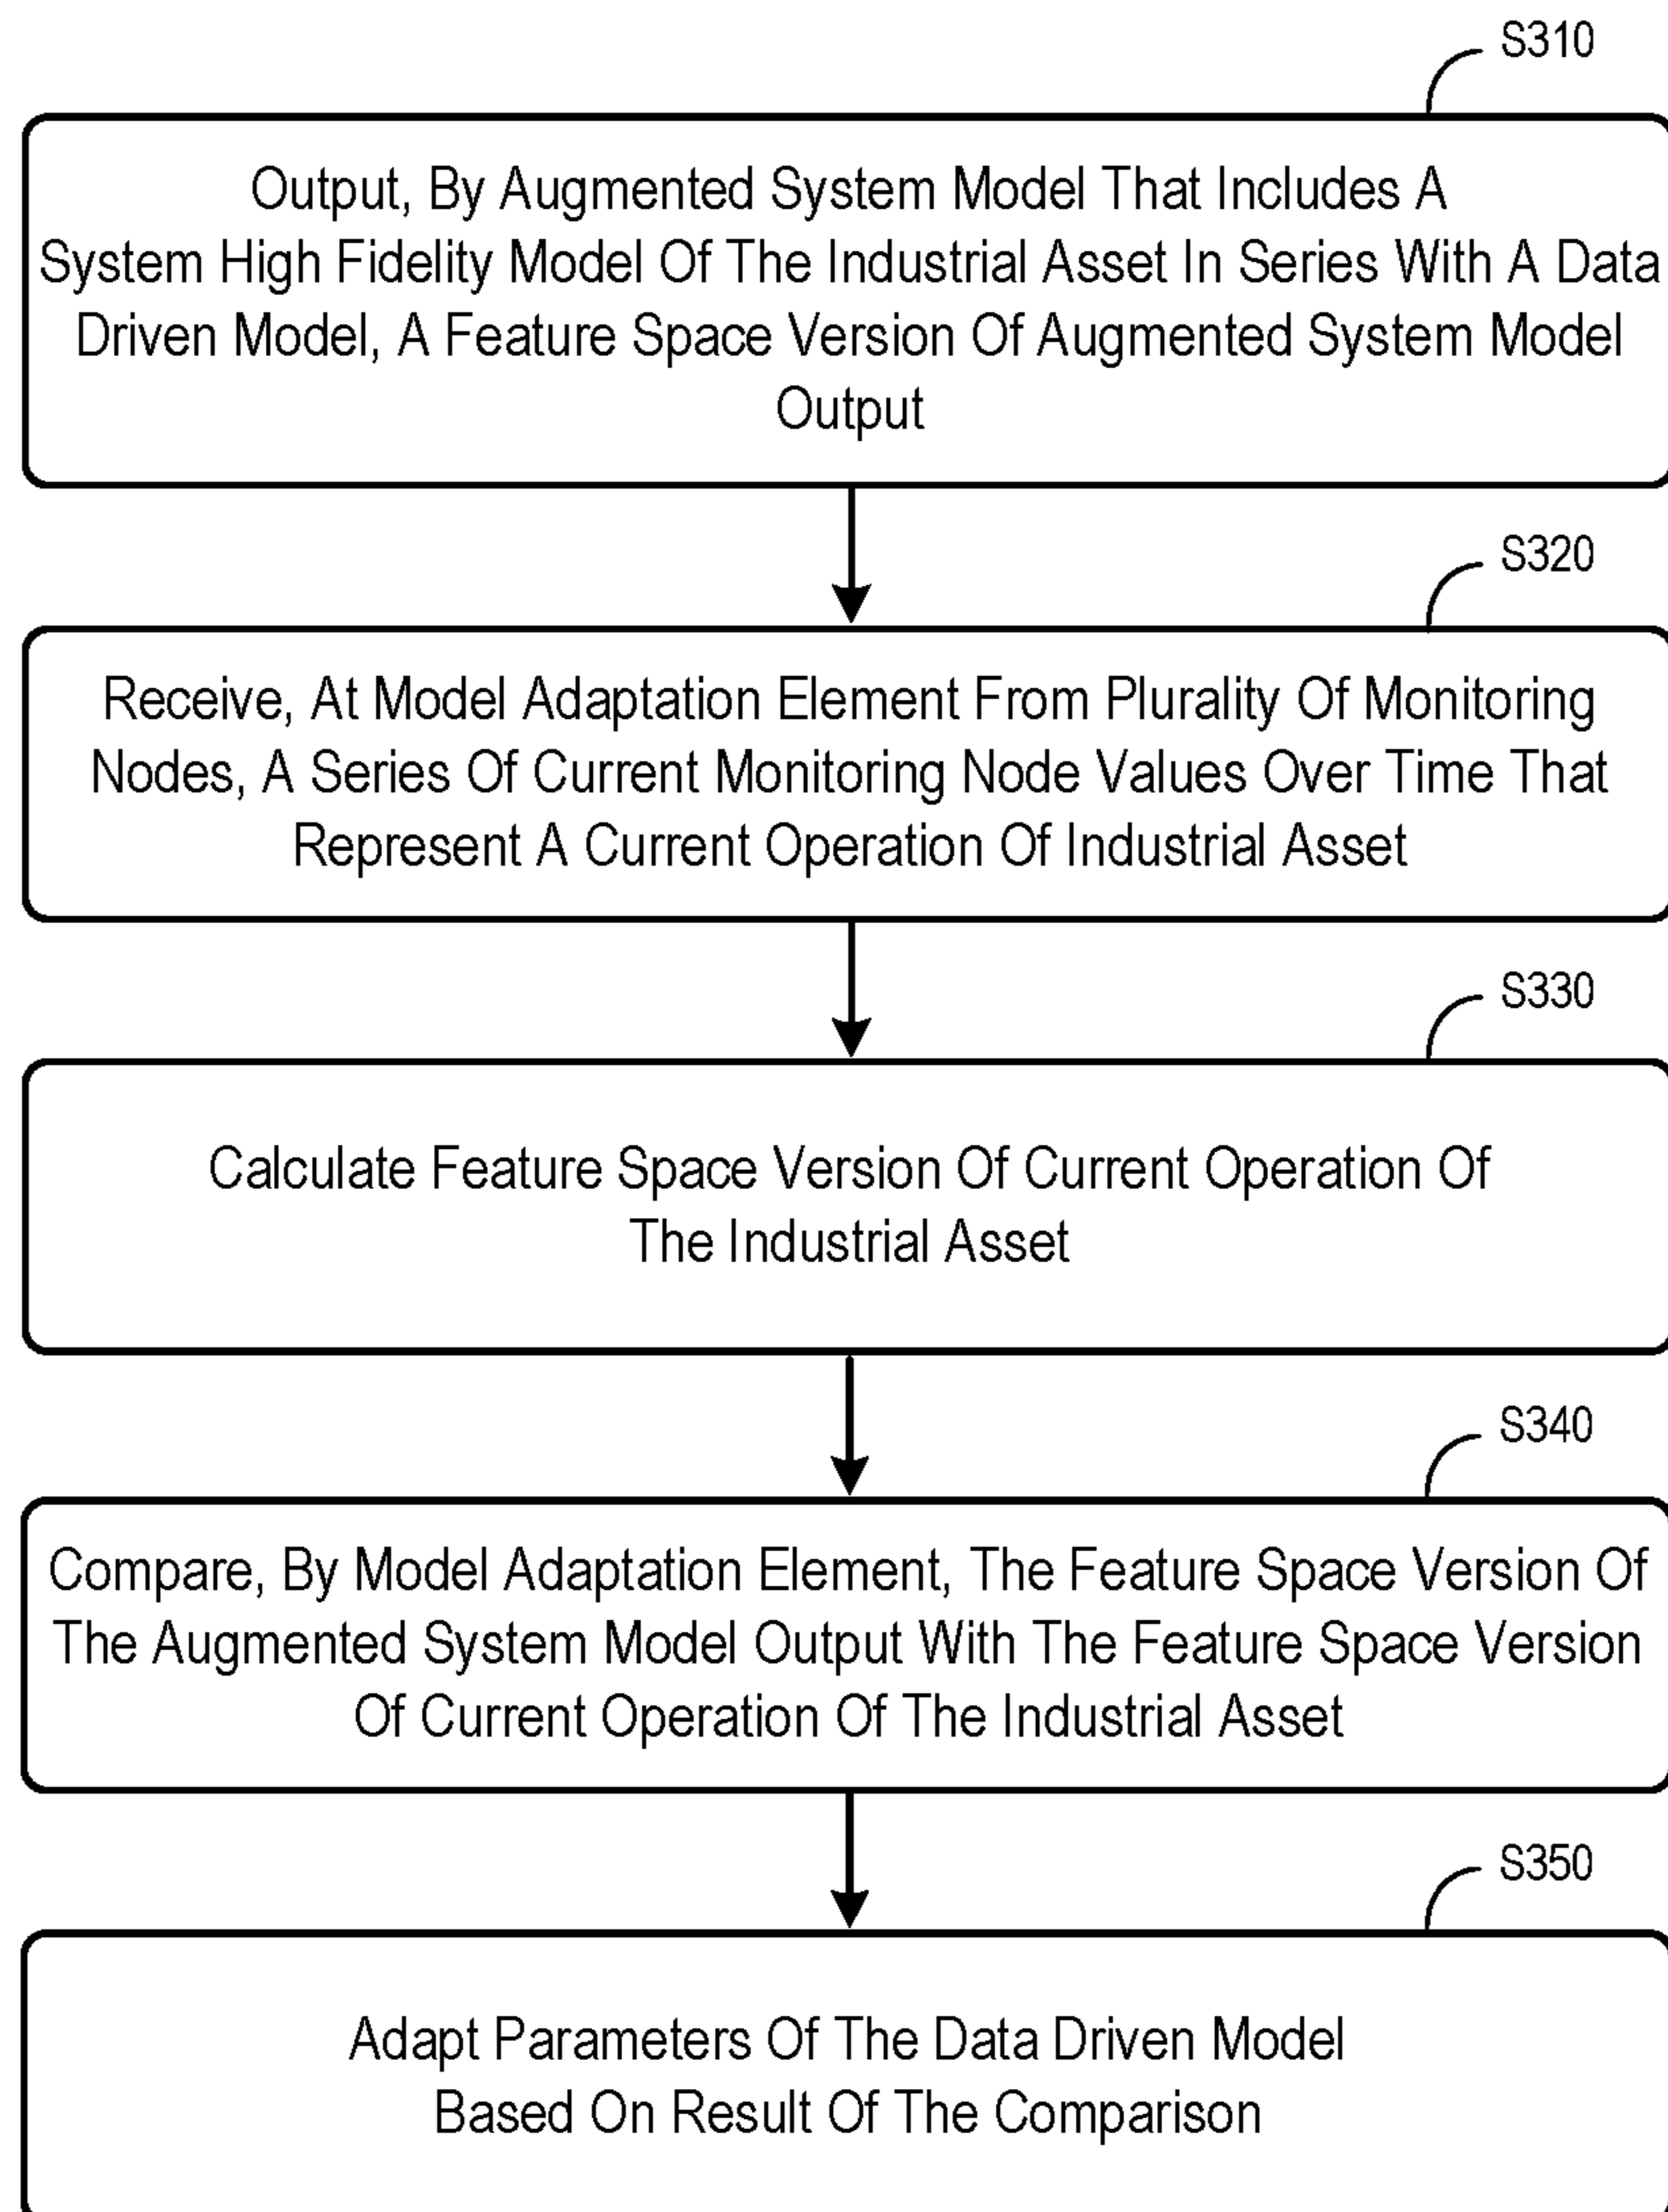 S310
Output, By Augmented System Model That Includes A
System High Fidelity Model Of The Industrial Asset In Series With A Data
Driven Model, A Feature Space Version Of Augmented System Model
Output
S320
Receive, At Model Adaptation Element From Plurality Of Monitoring
Nodes, A Series Of Current Monitoring Node Values Over Time That
Represent A Current Operation Of Industrial Asset
S330
Calculate Feature Space Version Of Current Operation Of
The Industrial Asset
S340
Compare, By Model Adaptation Element, The Feature Space Version Of
The Augmented System Model Output With The Feature Space Version
Of Current Operation Of The Industrial Asset
S350
Adapt Parameters Of The Data Driven Model
Based On Result Of The Comparison